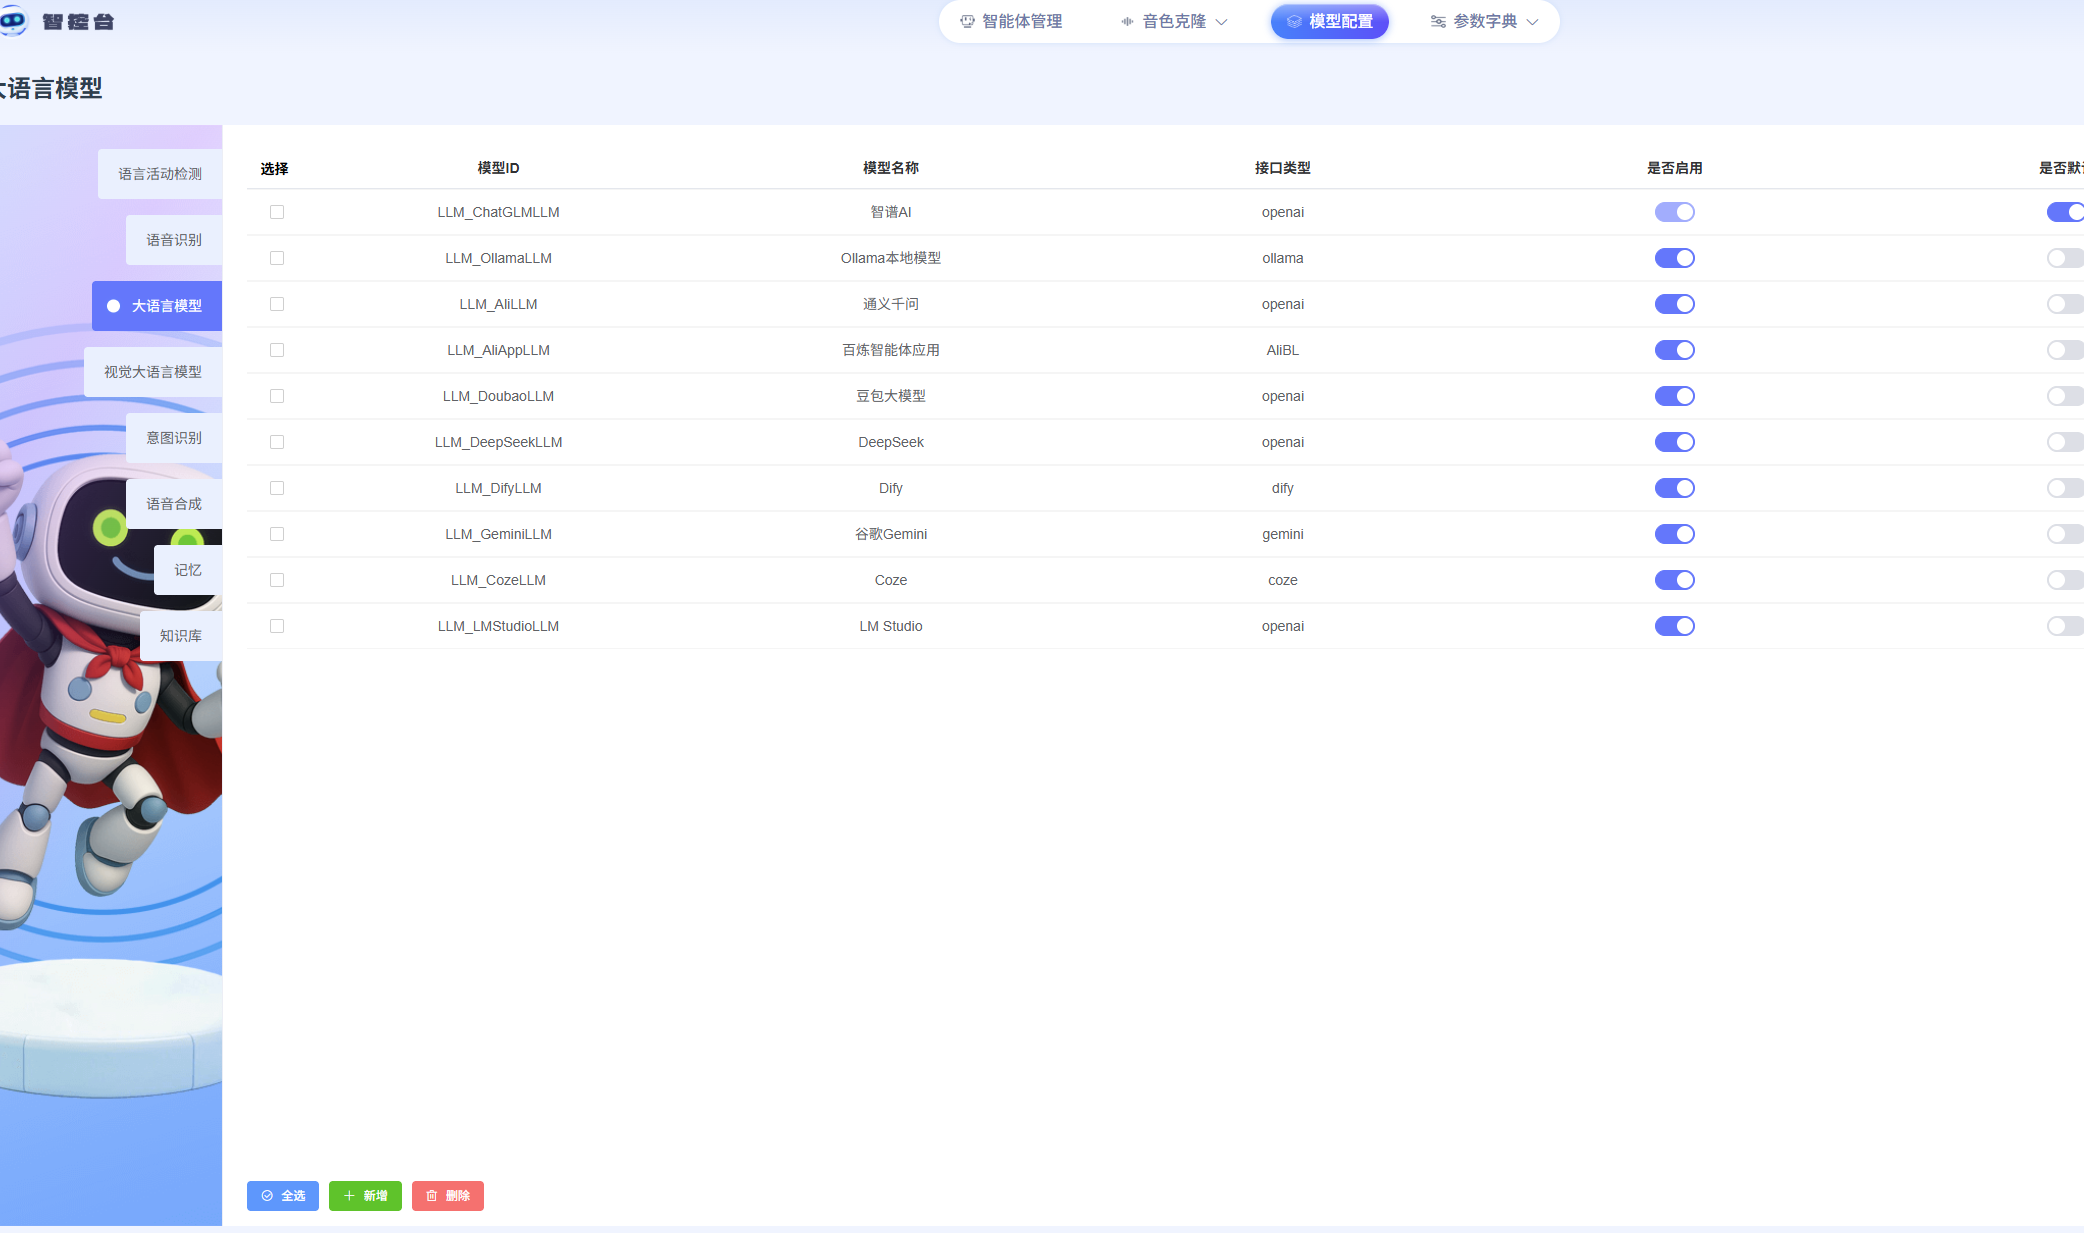 智控台
智能体管理
音色克隆
模型配置
参数字典
大语言模型
语言活动检测
语音识别
大语言模型
视觉大语言模型
意图识别
语音合成
记忆
知识库
选择 模型ID 模型名称 接口类型 是否启用 是否默认
LLM_ChatGLMLLM 智谱AI openai
LLM_OllamaLLM Ollama本地模型 ollama
LLM_AliLLM 通义千问 openai
LLM_AliAppLLM 百炼智能体应用 AliBL
LLM_DoubaoLLM 豆包大模型 openai
LLM_DeepSeekLLM DeepSeek openai
LLM_DifyLLM Dify dify
LLM_GeminiLLM 谷歌Gemini gemini
LLM_CozeLLM Coze coze
LLM_LMStudioLLM LM Studio openai
全选
新增
删除